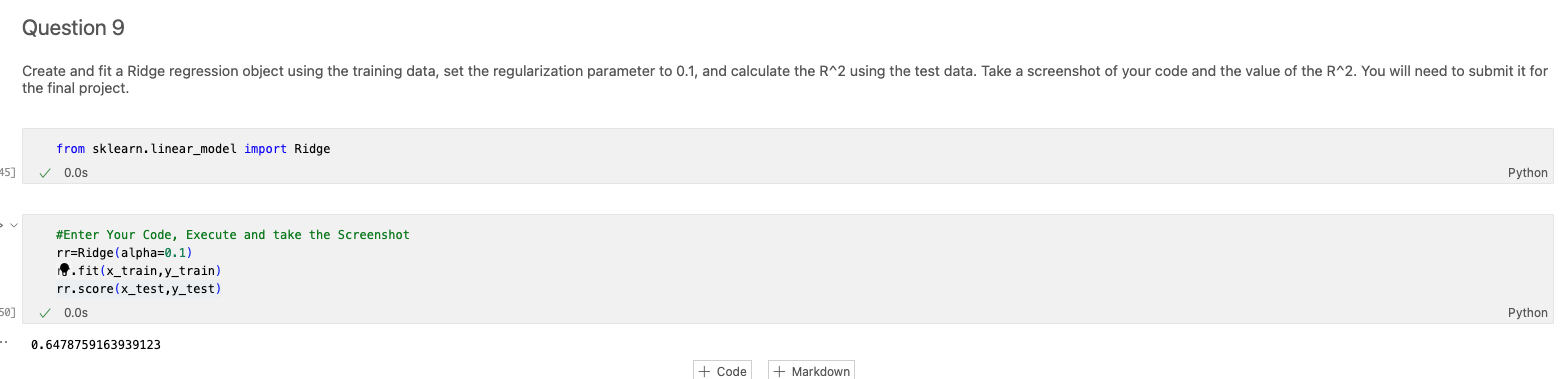 Question 9
Create and fit a Ridge regression object using the training data, set the regularization parameter to 0.1, and calculate the R^2 using the test data. Take a screenshot of your code and the value of the R^2. You will need to submit it for
the final project.
from sklearn.linear_model import Ridge
45]
0.0s
Python
#Enter Your Code, Execute and take the Screenshot
rr=Ridge(alpha=0.1)
.fit(x_train,y_train)
rr.score(x_test,y_test)
50]
0.0s
Python
0.6478759163939123
+ Code
+ Markdown